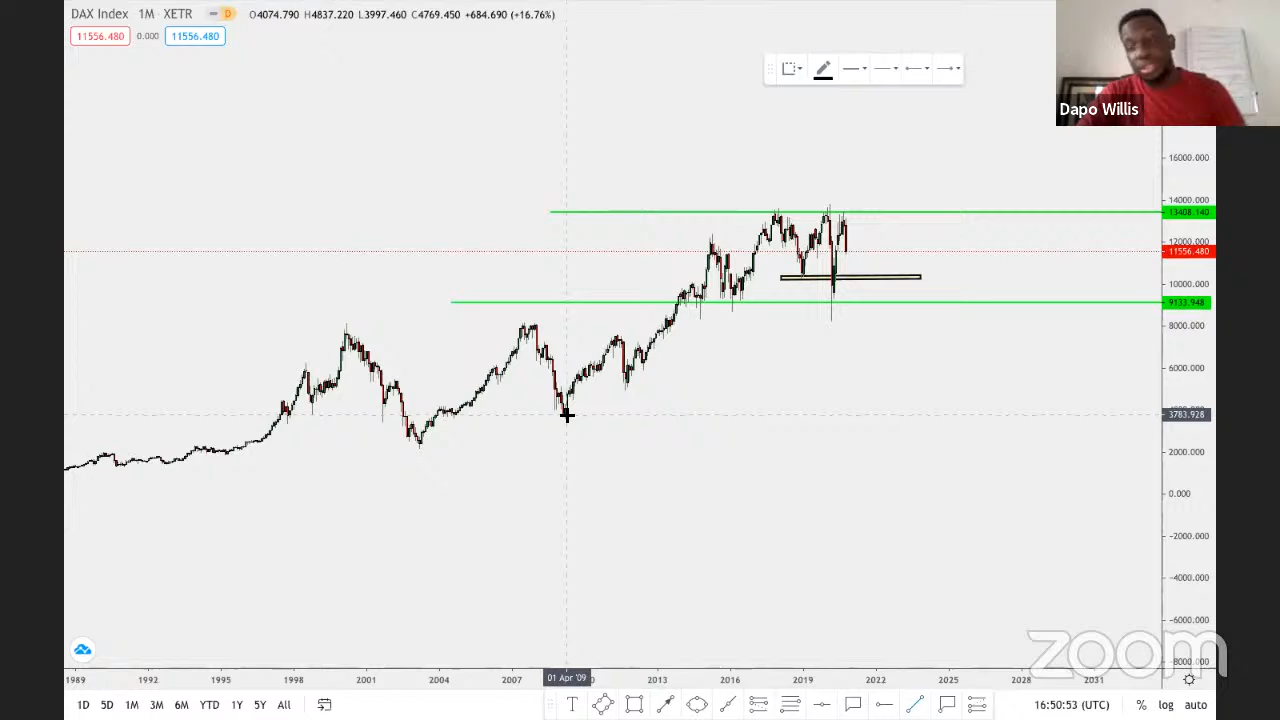 DAX Index 1M XETR D O4074.790 H4837.220 L3997.460 C4769.450 +684.690 (+16.76%)
11556.480 0.000 11556.480
Dapo Willis
16000.000
14000.000
13408.140
12000.000
11556.480
10000.000
9133.948
8000.000
6000.000
3783.928
2000.000
0.000
−2000.000
−4000.000
−6000.000
−8000.000
zoom
1989 1992 1995 1998 2001 2004 2007 01 Apr '09 2013 2016 2019 2022 2025 2028 2031
1D 5D 1M 3M 6M YTD 1Y 5Y All T 16:50:53 (UTC) % log auto